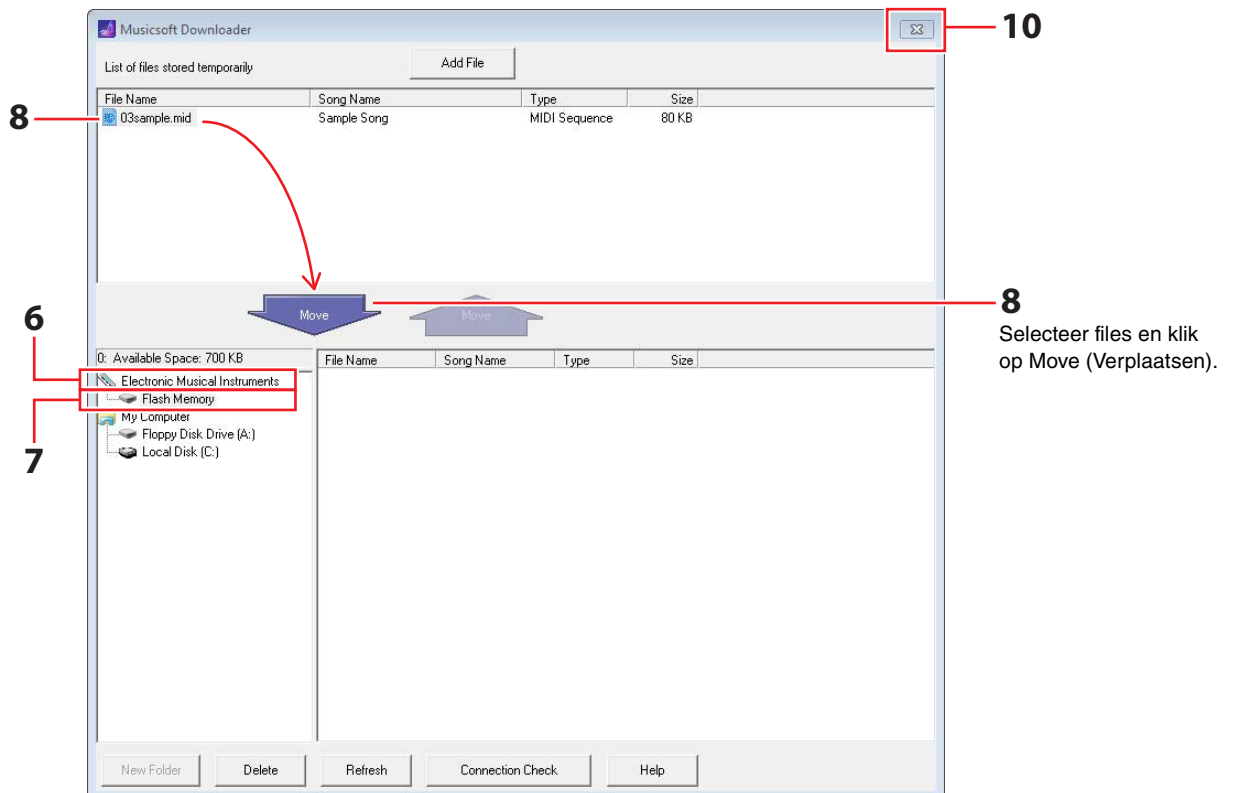 Musicsoft Downloader
10
List of files stored temporarily
Add File
File Name Song Name Type Size
8
03sample.mid Sample Song MIDI Sequence 80 KB
Move
Move
8
Selecteer files en klik
op Move (Verplaatsen).
6
0: Available Space: 700 KB
File Name Song Name Type Size
Electronic Musical Instruments
Flash Memory
7
My Computer
Floppy Disk Drive (A:)
Local Disk (C:)
New Folder Delete Refresh Connection Check Help